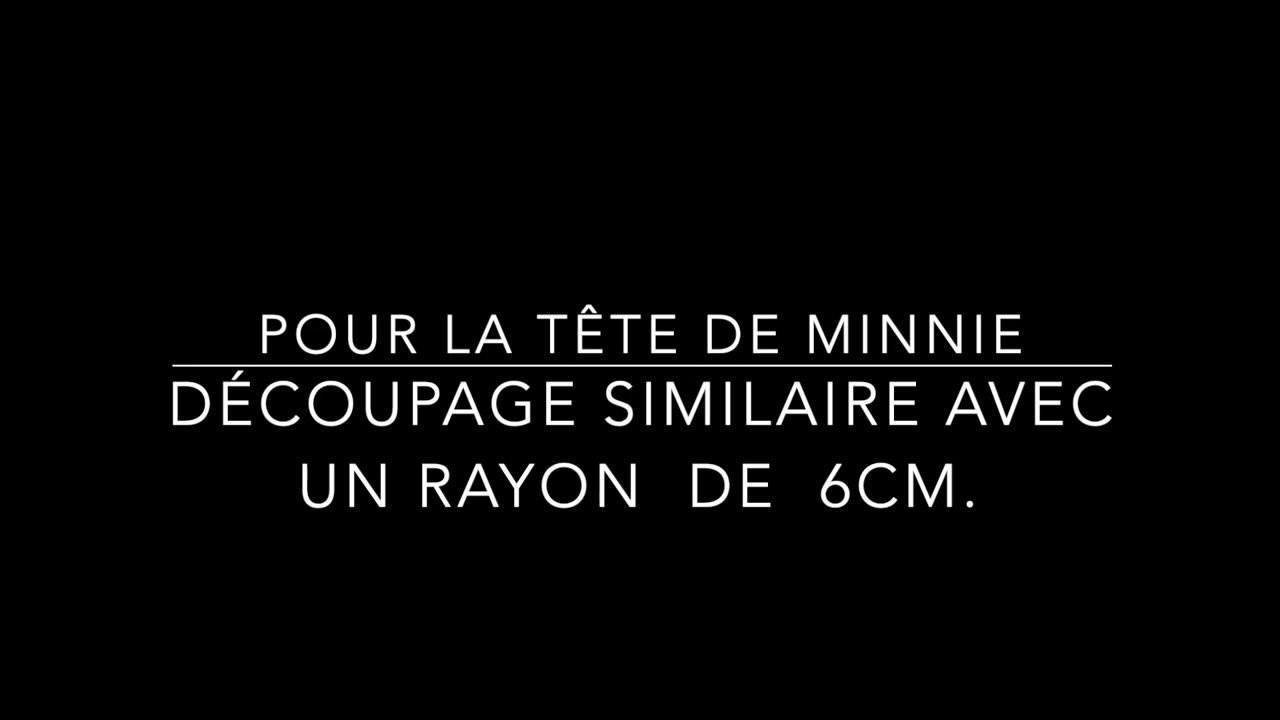 POUR LA TÊTE DE MINNIE
DÉCOUPAGE SIMILAIRE AVEC
UN RAYON DE 6CM.